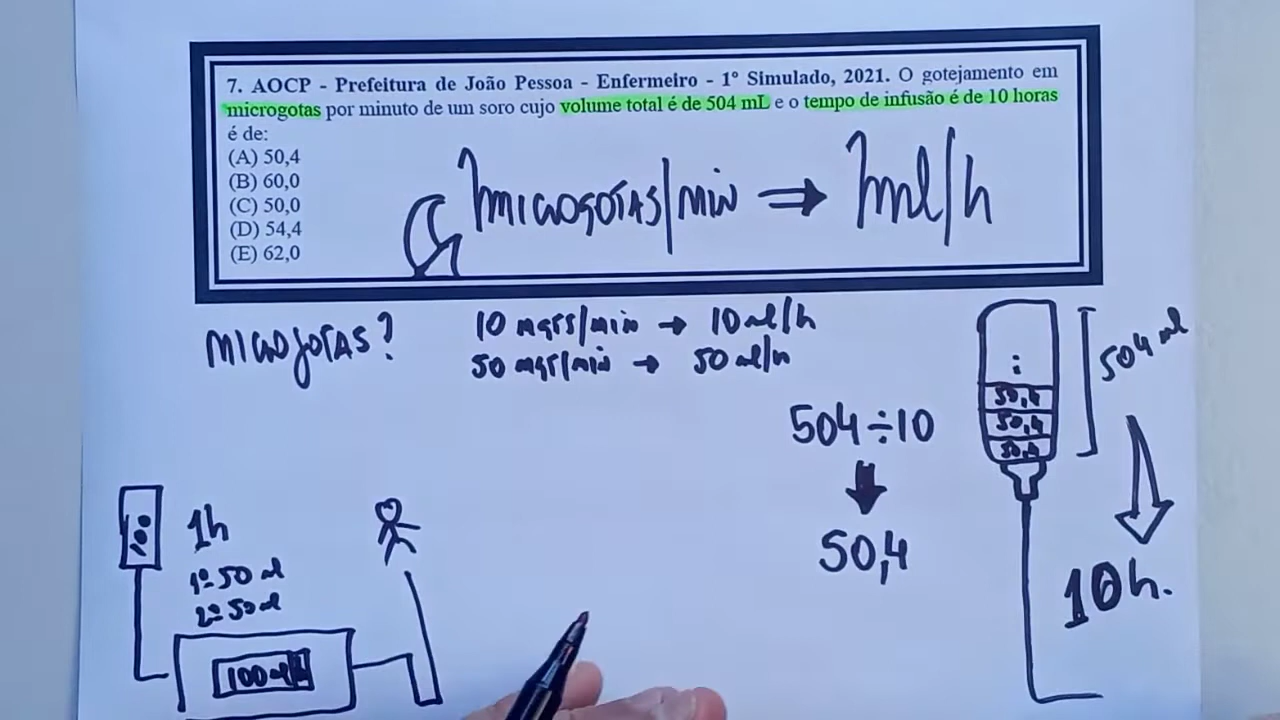 7. AOCP - Prefeitura de João Pessoa - Enfermeiro - 1º Simulado, 2021. O gotejamento em
microgotas por minuto de um soro cujo volume total é de 504 mL e o tempo de infusão é de 10 horas
é de:
(A) 50,4
(B) 60,0
(C) 50,0
(D) 54,4
(E) 62,0
MICROGOTAS/MIN ⇒ ml/h
MICROGOTAS?
10 mgts/min → 10 ml/h
50 mgts/min → 50 ml/h
504÷10
50,4
50,4
50,4
50,4
504 ml
10h.
1h
1º 50 ml
2º 50 ml
100 ml/h